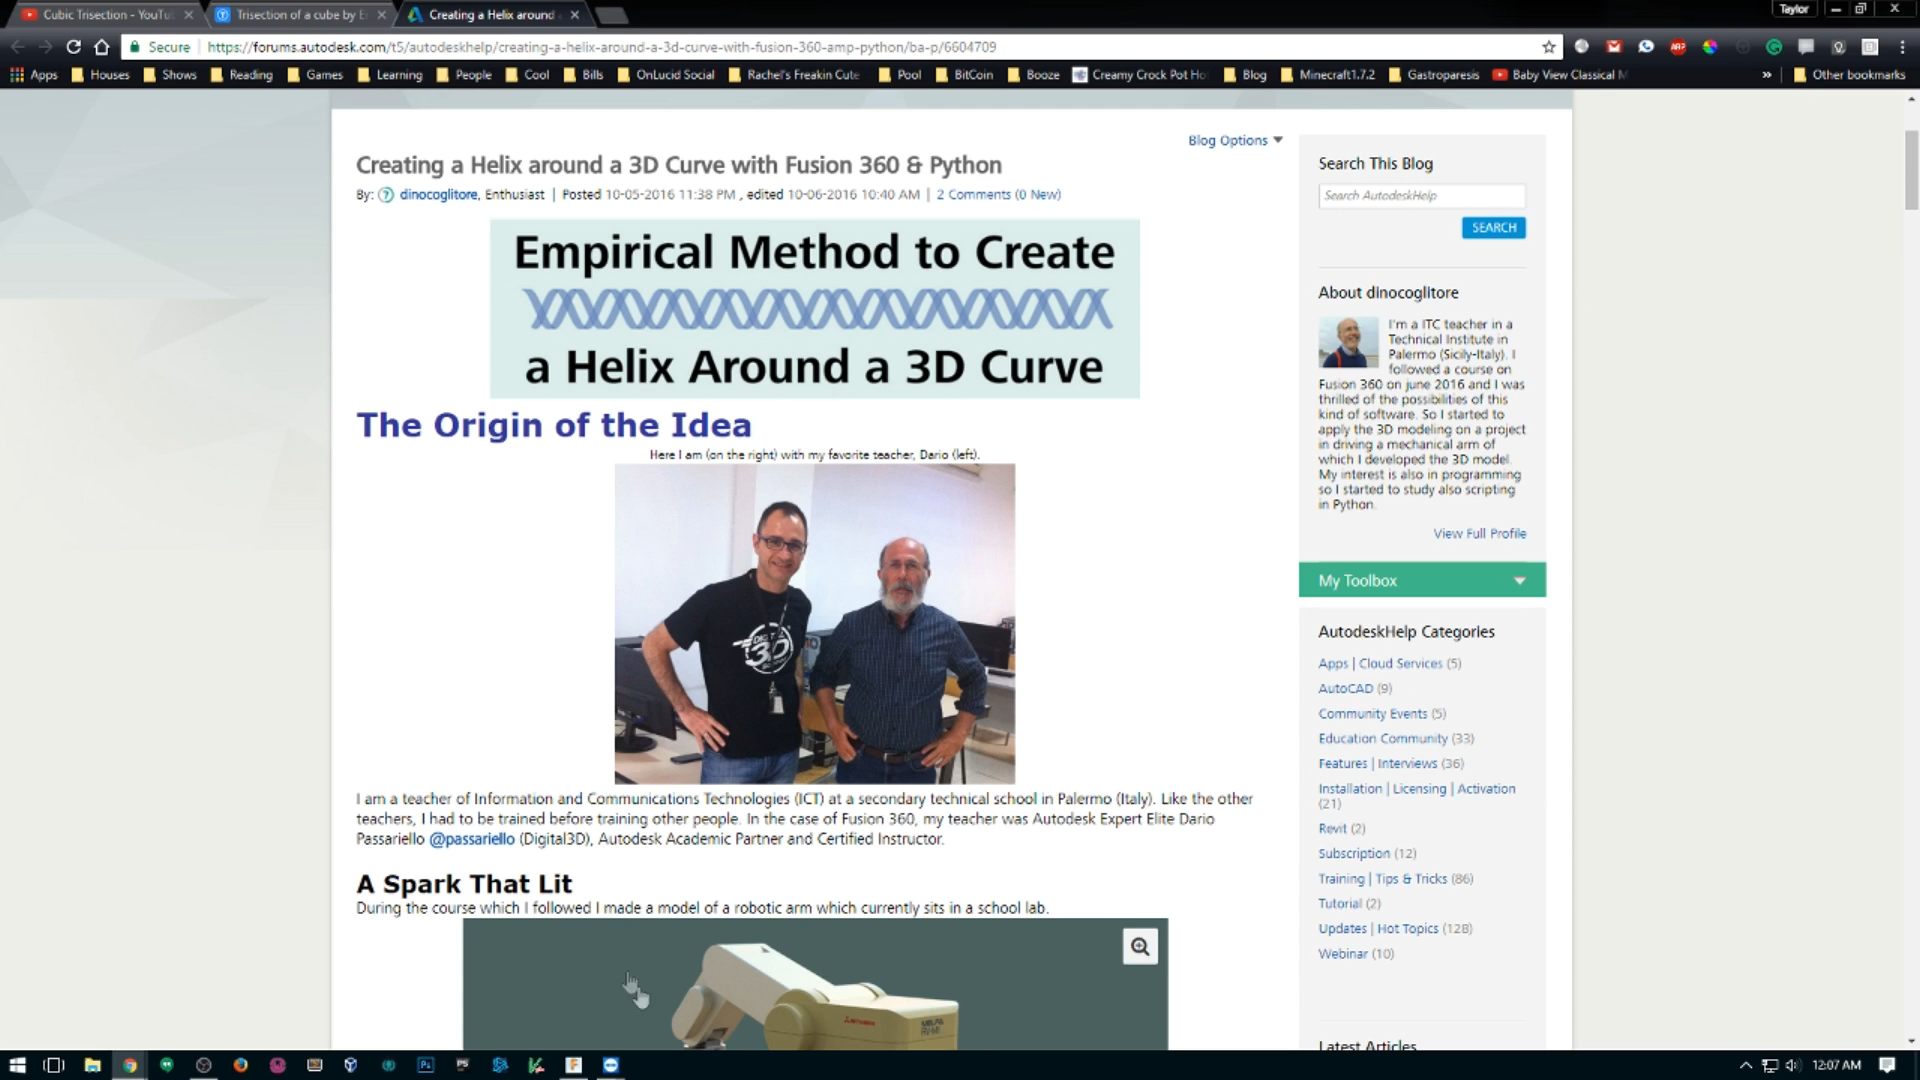 Cubic Trisection - YouTu
Trisection of a cube by E
Creating a Helix around
Taylor
Secure
https://forums.autodesk.com/t5/autodeskhelp/creating-a-helix-around-a-3d-curve-with-fusion-360-amp-python/ba-p/6604709
Apps Houses Shows Reading Games Learning People Cool Bills OnLucid Social Rachel's Freakin Cute Pool BitCoin Booze Creamy Crock Pot Ho Blog Minecraft1.7.2 Gastroparesis Baby View Classical M » Other bookmarks
Blog Options
Creating a Helix around a 3D Curve with Fusion 360 & Python
By: dinocoglitore, Enthusiast | Posted 10-05-2016 11:38 PM , edited 10-06-2016 10:40 AM | 2 Comments (0 New)
Empirical Method to Create
a Helix Around a 3D Curve
The Origin of the Idea
Here I am (on the right) with my favorite teacher, Dario (left).
3D
I am a teacher of Information and Communications Technologies (ICT) at a secondary technical school in Palermo (Italy). Like the other
teachers, I had to be trained before training other people. In the case of Fusion 360, my teacher was Autodesk Expert Elite Dario
Passariello @passariello (Digital3D), Autodesk Academic Partner and Certified Instructor.
A Spark That Lit
During the course which I followed I made a model of a robotic arm which currently sits in a school lab.
Search This Blog
Search AutodeskHelp
SEARCH
About dinocoglitore
I'm a ITC teacher in a
Technical Institute in
Palermo (Sicily-Italy). I
followed a course on
Fusion 360 on june 2016 and I was
thrilled of the possibilities of this
kind of software. So I started to
apply the 3D modeling on a project
in driving a mechanical arm of
which I developed the 3D model.
My interest is also in programming
so I started to study also scripting
in Python.
View Full Profile
My Toolbox
AutodeskHelp Categories
Apps | Cloud Services (5)
AutoCAD (9)
Community Events (5)
Education Community (33)
Features | Interviews (36)
Installation | Licensing | Activation
(21)
Revit (2)
Subscription (12)
Training | Tips & Tricks (86)
Tutorial (2)
Updates | Hot Topics (128)
Webinar (10)
Latest Articles
12:07 AM